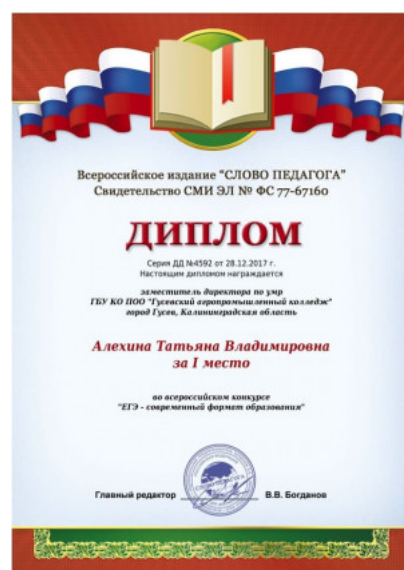 Всероссийское издание “СЛОВО ПЕДАГОГА”
Свидетельство СМИ ЭЛ № ФС 77-67160
ДИПЛОМ
Серия ДД №4592 от 28.12.2017 г.
Настоящим дипломом награждается
заместитель директора по умр
ГБУ КО ПОО "Гусевский агропромышленный колледж"
город Гусев, Калининградская область
Алехина Татьяна Владимировна
за I место
во всероссийском конкурсе
"ЕГЭ - современный формат образования"
Главный редактор
В.В. Богданов